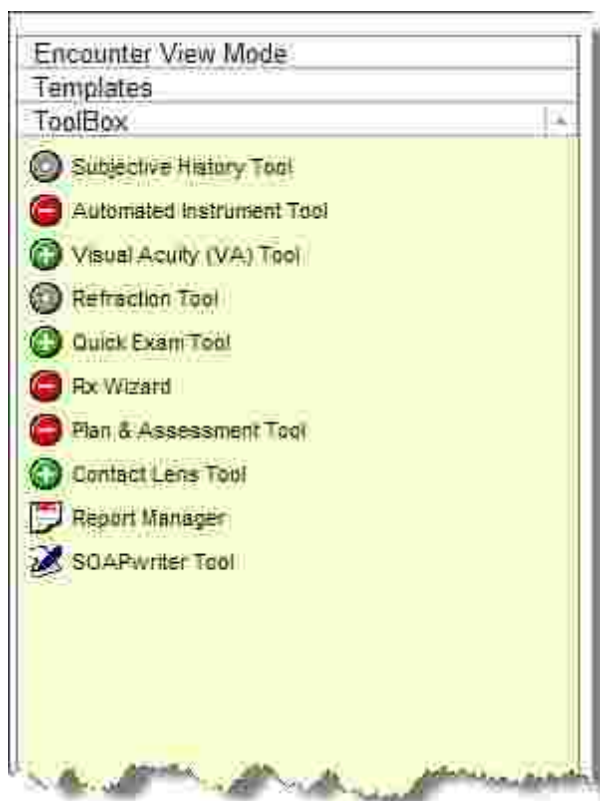 Encounter View Mode
Templates
ToolBox
Subjective History Tool
Automated Instrument Tool
Visual Acuity (VA) Tool
Refraction Tool
Quick Exam Tool
Rx Wizard
Plan & Assessment Tool
Contact Lens Tool
Report Manager
SOAPwriter Tool